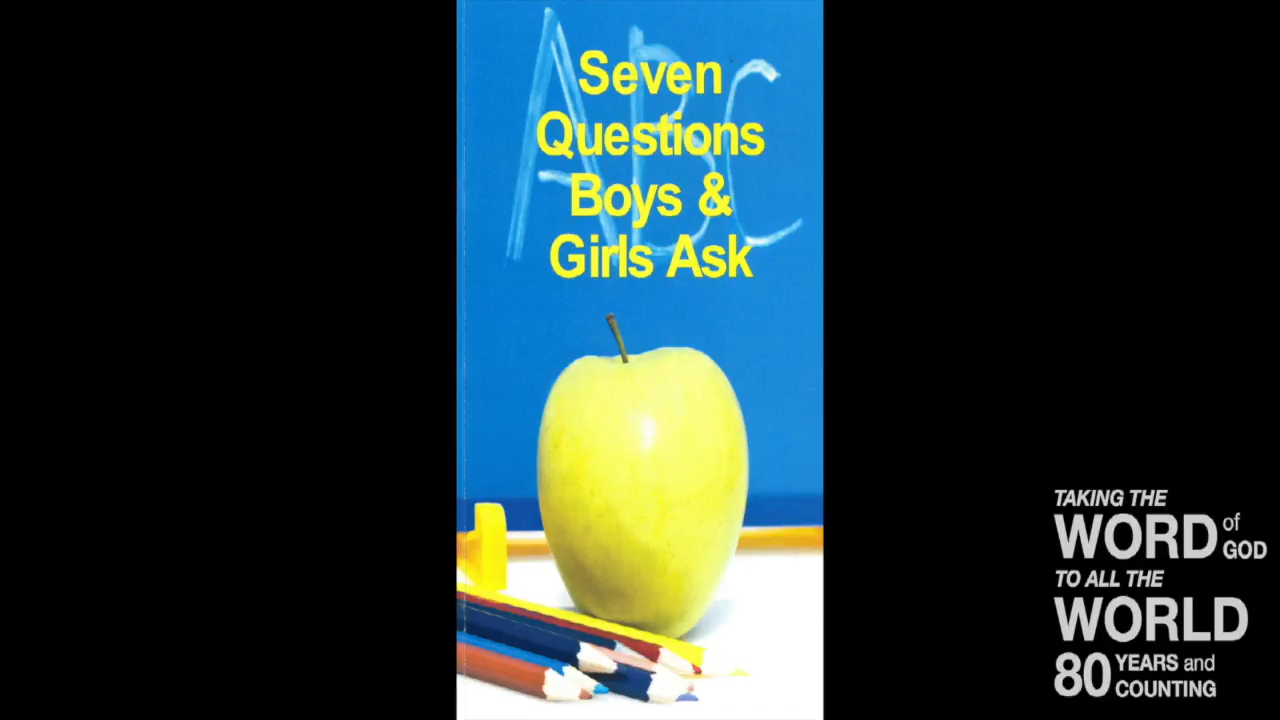 ABC
Seven
Questions
Boys &
Girls Ask
TAKING THE
WORD of GOD
TO ALL THE
WORLD
80 YEARS and
COUNTING